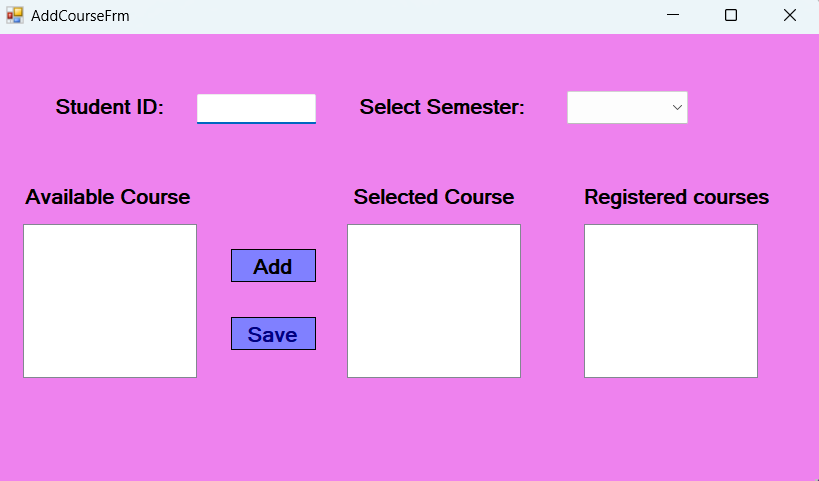 AddCourseFrm
Student ID: Select Semester:
Available Course Selected Course Registered courses
Add
Save